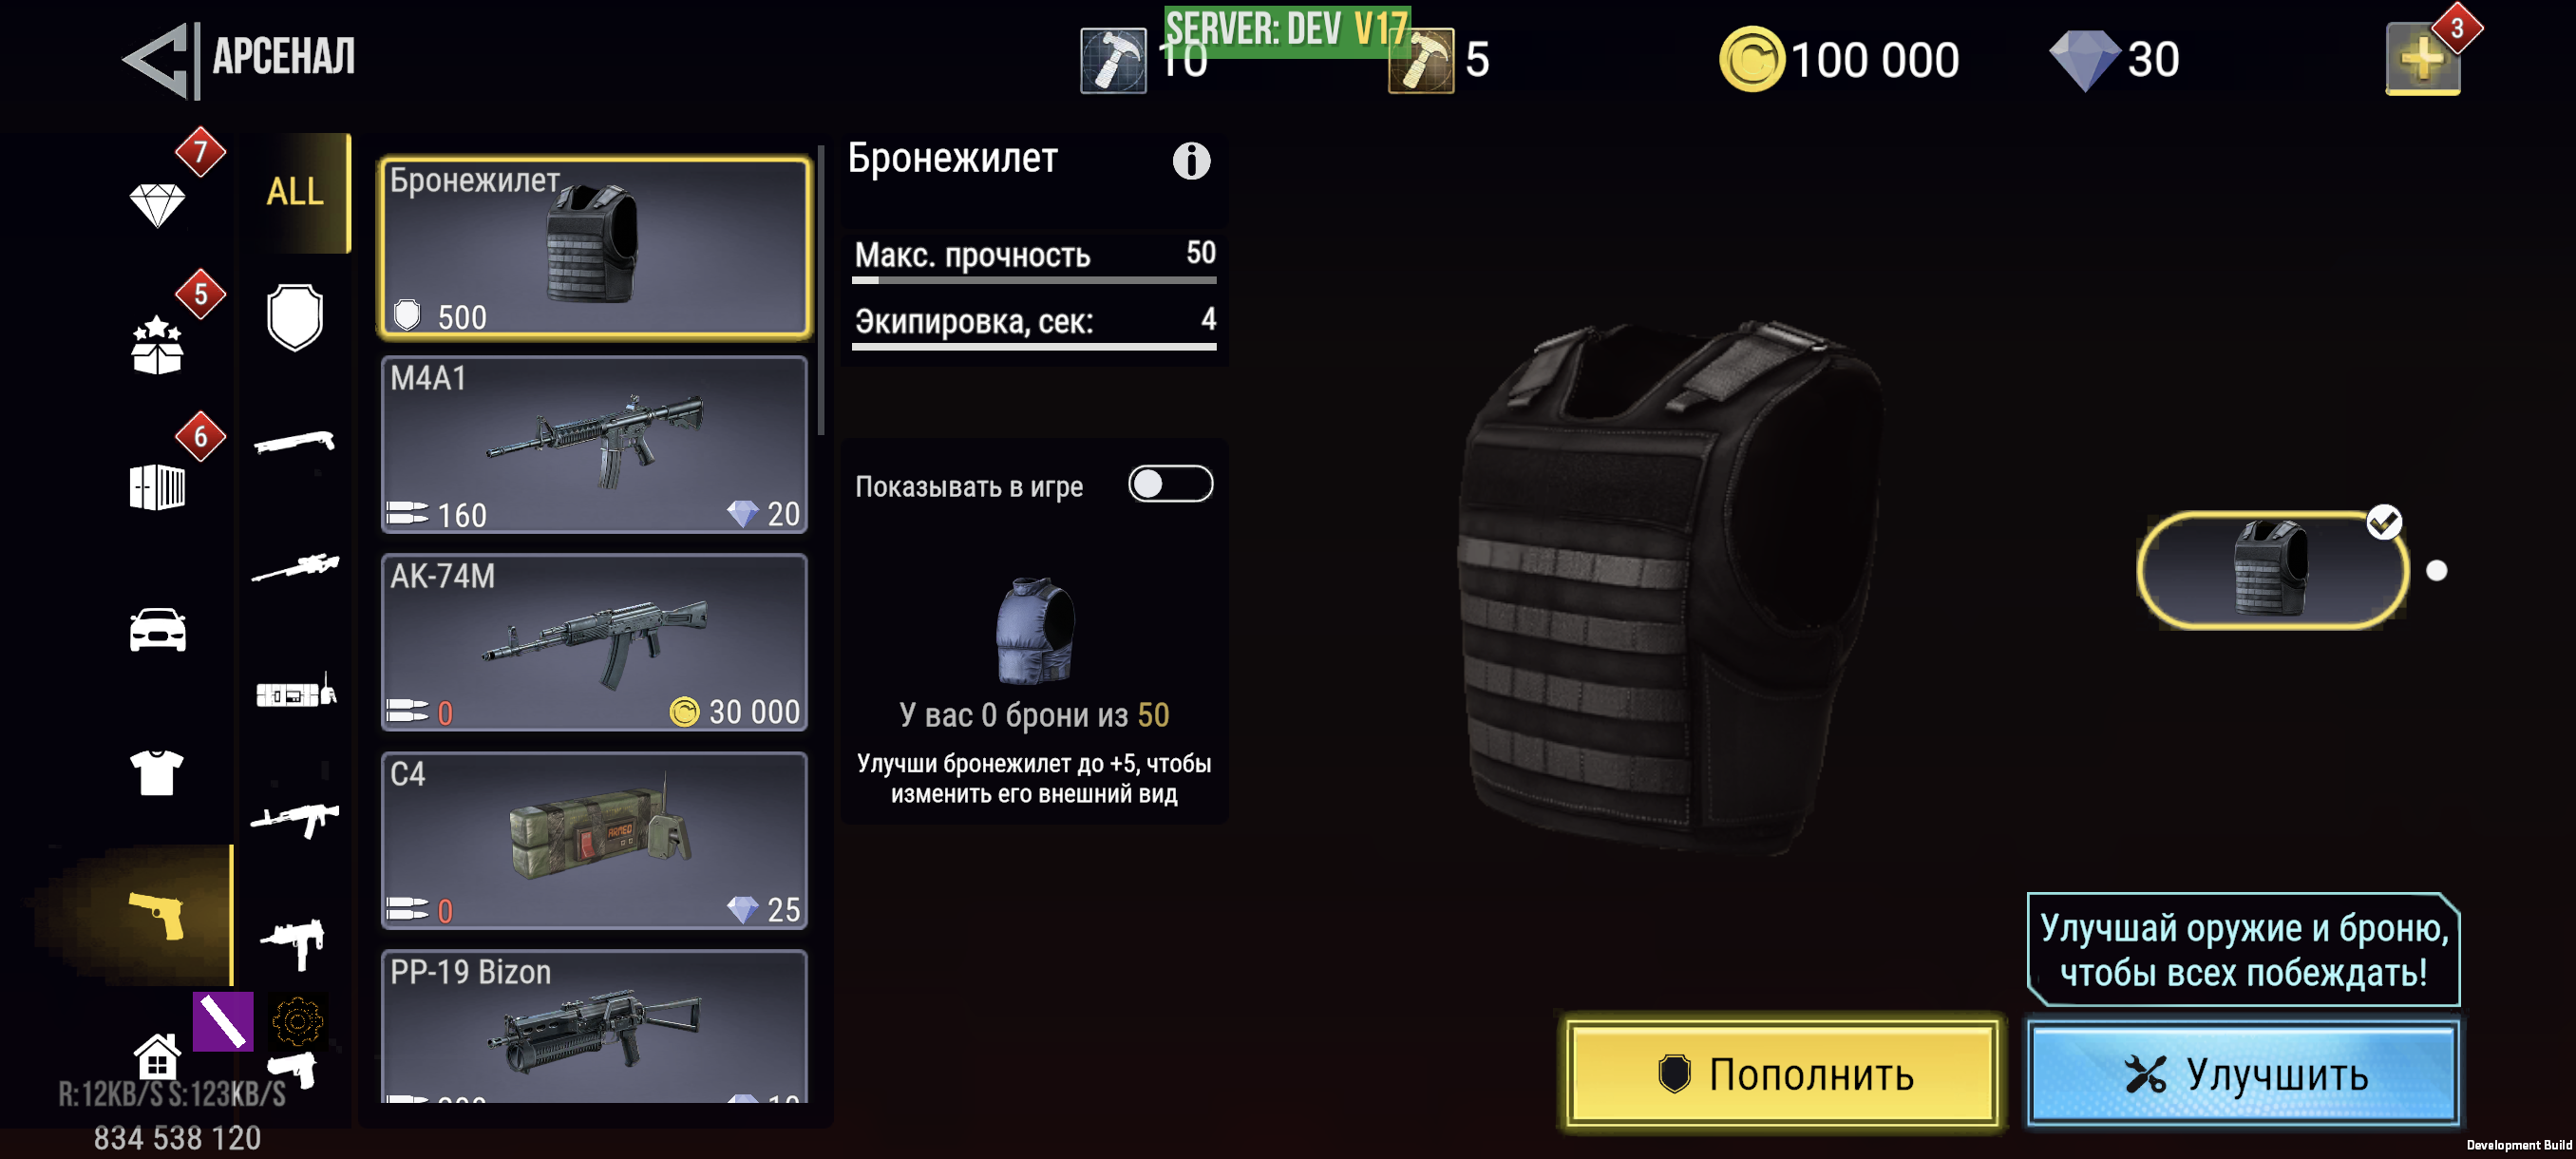 АРСЕНАЛ
10
SERVER: DEV V17
5
100 000
30
3
7
5
6
ALL
Бронежилет
500
M4A1
160
20
AK-74M
0
30 000
C4
ARMED
0
25
PP-19 Bizon
Бронежилет
Макс. прочность 50
Экипировка, сек: 4
Показывать в игре
У вас 0 брони из 50
Улучши бронежилет до +5, чтобы
изменить его внешний вид
Улучшай оружие и броню,
чтобы всех побеждать!
Пополнить
Улучшить
R:12KB/S S:123KB/S
834 538 120
Development Build